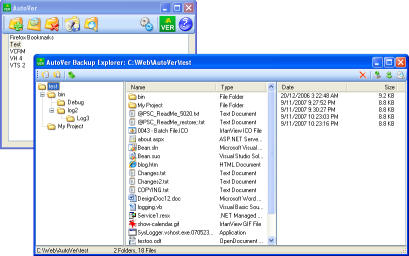 AutoVer
AUTO
VER
Firefox Bookmarks
Test
VCRM
VH 4
VTS 2
AutoVer Backup Explorer: C:\Web\AutoVer\test
test
bin
Debug
log2
Log3
My Project
Name Type
bin File Folder
My Project File Folder
@PSC_ReadMe_5020.txt Text Document
@PSC_ReadMe_restore;.txt Text Document
0043 - Batch File.ICO IrfanView ICO File
about.aspx ASP.NET Serve...
Bean.sln Microsoft Visual ...
Bean.suo Visual Studio Sol...
blog.htm HTML Document
Changes.txt Text Document
Changes2.txt Text Document
COPYING.txt Text Document
DesignDoc12.doc Microsoft Word ...
logging.vb Visual Basic Sou...
Service1.resx .NET Managed ...
show-calendar.gif IrfanView GIF File
SysLogger.vshost.exe.070523... Application
testoo.odt OpenDocument ...
Date Size
20/12/2006 3:22:48 AM 9.2 KB
9/11/2007 9:27:52 PM 8.8 KB
9/11/2007 9:30:27 PM 8.8 KB
9/11/2007 10:23:03 PM 8.8 KB
9/11/2007 10:23:16 PM 8.8 KB
C:\Web\AutoVer\test 2 Folders, 18 Files